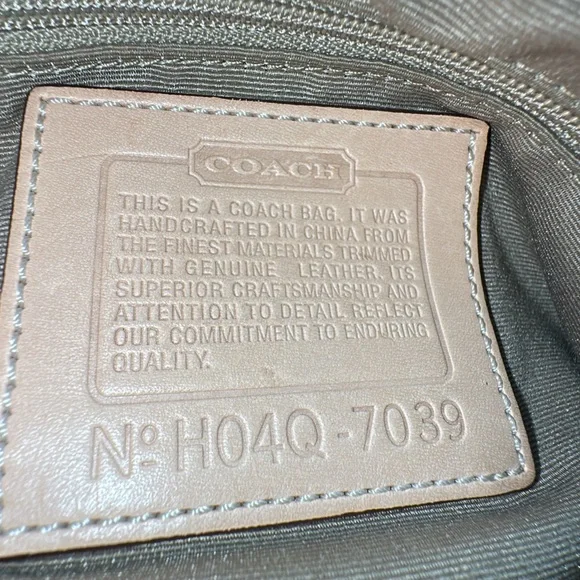 COACH
THIS IS A COACH BAG. IT WAS
HANDCRAFTED IN CHINA FROM
THE FINEST MATERIALS TRIMMED
WITH GENUINE LEATHER. ITS
SUPERIOR CRAFTSMANSHIP AND
ATTENTION TO DETAIL REFLECT
OUR COMMITMENT TO ENDURING
QUALITY.
Nº H04Q-7039